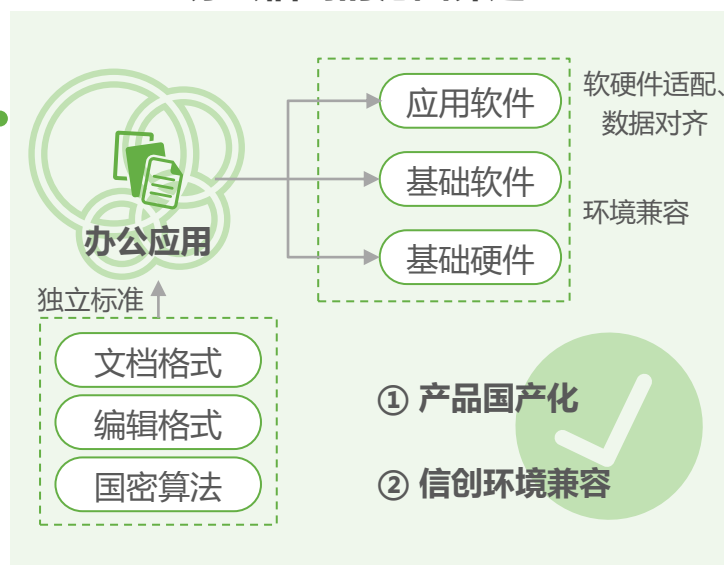 应用软件
软硬件适配、
数据对齐
基础软件
环境兼容
办公应用
基础硬件
独立标准
文档格式
编辑格式
国密算法
① 产品国产化
② 信创环境兼容